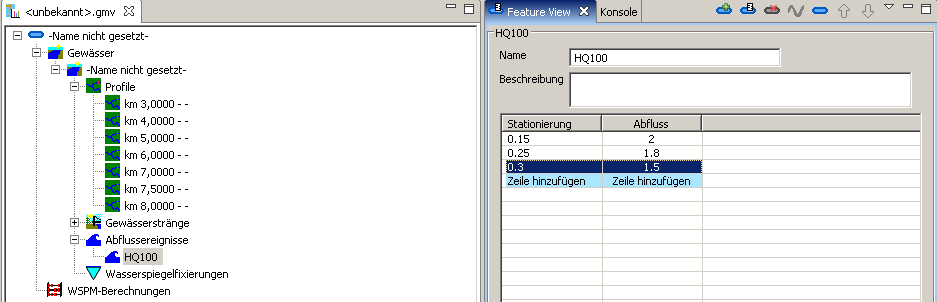 <unbekannt>.gmv
-Name nicht gesetzt-
Gewässer
-Name nicht gesetzt-
Profile
km 3,0000 - -
km 4,0000 - -
km 5,0000 - -
km 6,0000 - -
km 7,0000 - -
km 7,5000 - -
km 8,0000 - -
Gewässerstränge
Abflussereignisse
HQ100
Wasserspiegelfixierungen
WSPM-Berechnungen
Feature View Konsole
HQ100
Name HQ100
Beschreibung
Stationierung Abfluss
0.15 2
0.25 1.8
0.3 1.5
Zeile hinzufügen Zeile hinzufügen